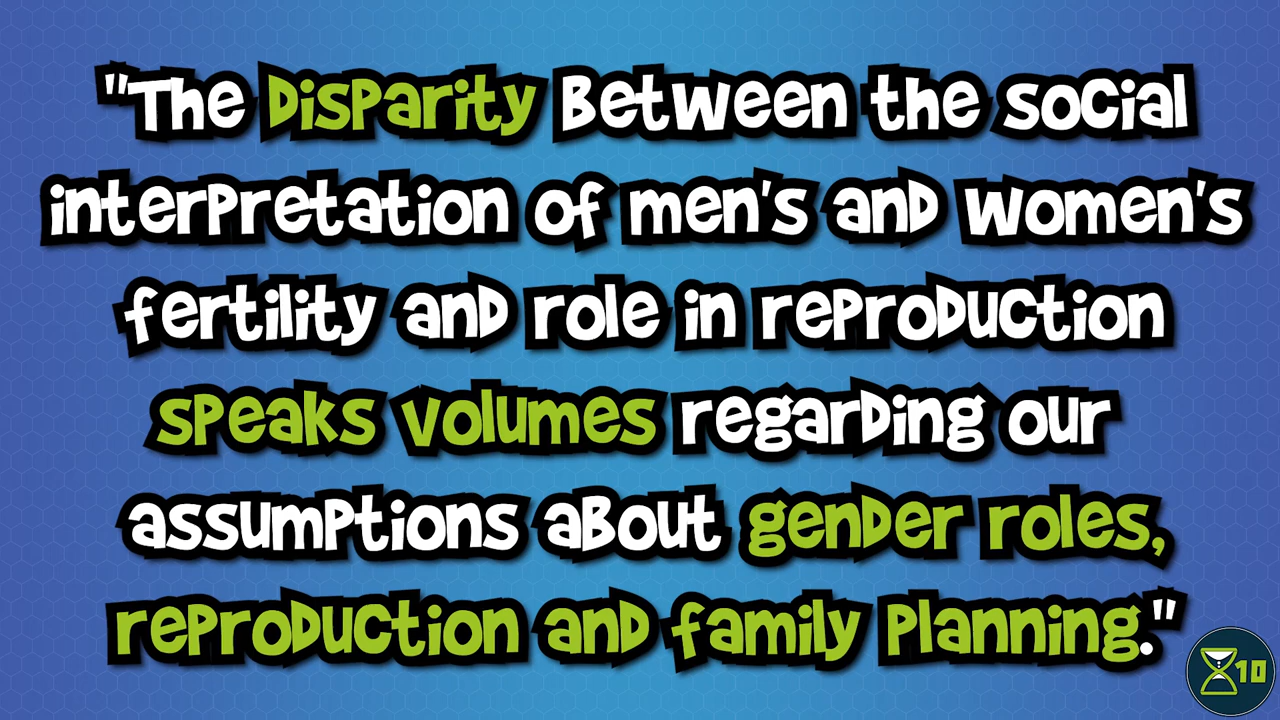 "The Disparity Between the social
interpretation of men's and women's
fertility and role in reproduction
speaks volumes regarding our
assumptions about gender roles,
reproduction and family planning."
10